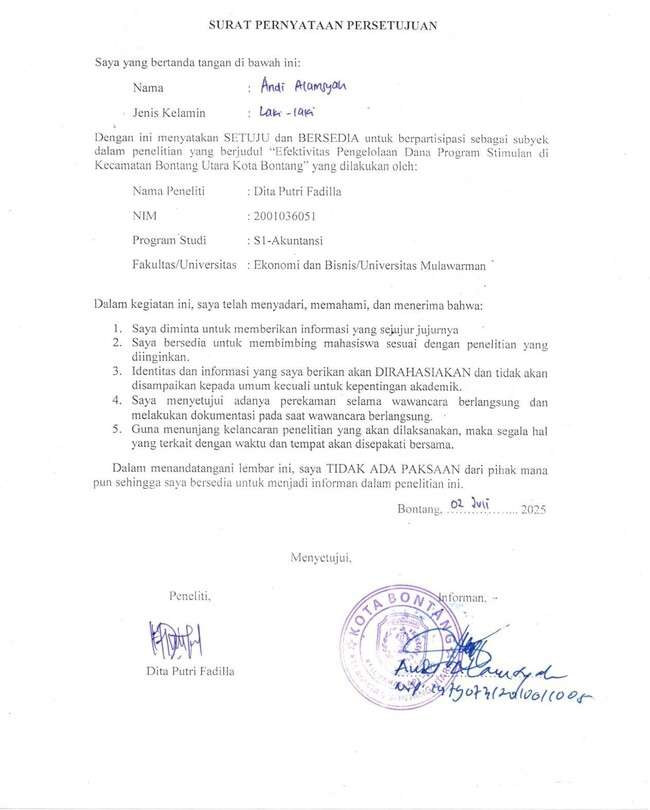 SURAT PERNYATAAN PERSETUJUAN
Saya yang bertanda tangan di bawah ini:
Nama : Andi Alamsyah
Jenis Kelamin : Laki-laki
Dengan ini menyatakan SETUJU dan BERSEDIA untuk berpartisipasi sebagai subyek
dalam penelitian yang berjudul “Efektivitas Pengelolaan Dana Program Stimulan di
Kecamatan Bontang Utara Kota Bontang” yang dilakukan oleh:
Nama Peneliti : Dita Putri Fadilla
NIM : 2001036051
Program Studi : S1-Akuntansi
Fakultas/Universitas : Ekonomi dan Bisnis/Universitas Mulawarman
Dalam kegiatan ini, saya telah menyadari, memahami, dan menerima bahwa:
1. Saya diminta untuk memberikan informasi yang sejujur jujurnya
2. Saya bersedia untuk membimbing mahasiswa sesuai dengan penelitian yang
diinginkan.
3. Identitas dan informasi yang saya berikan akan DIRAHASIAKAN dan tidak akan
disampaikan kepada umum kecuali untuk kepentingan akademik.
4. Saya menyetujui adanya perekaman selama wawancara berlangsung dan
melakukan dokumentasi pada saat wawancara berlangsung.
5. Guna menunjang kelancaran penelitian yang akan dilaksanakan, maka segala hal
yang terkait dengan waktu dan tempat akan disepakati bersama.
Dalam menandatangani lembar ini, saya TIDAK ADA PAKSAAN dari pihak mana
pun sehingga saya bersedia untuk menjadi informan dalam penelitian ini.
Bontang, 02 Juli 2025
Menyetujui,
Peneliti,
Informan,
KOTA BONTANG
Dita Putri Fadilla
Andi Alamsyah